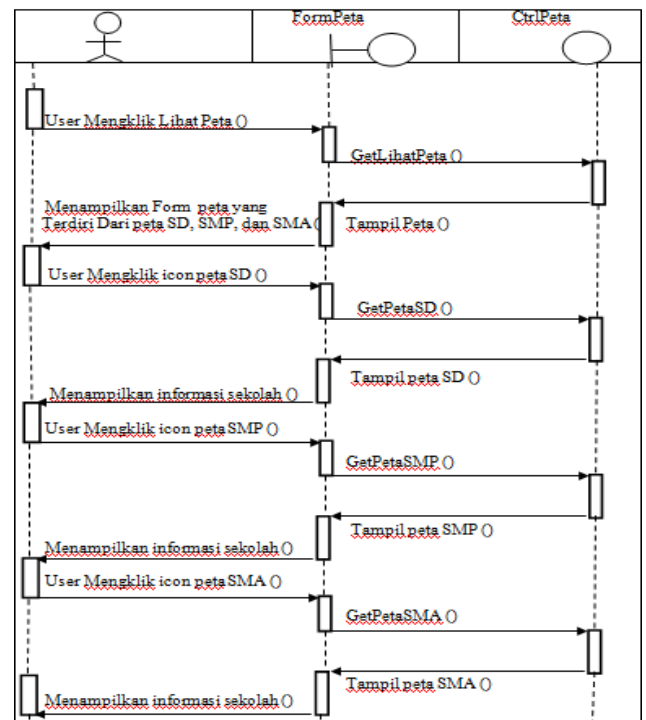 FormPeta
CtrlPeta
User Mengklik Lihat Peta ()
GetLihatPeta ()
Menampilkan Form peta yang
Terdiri Dari peta SD, SMP, dan SMA (
Tampil Peta ()
User Mengklik icon peta SD ()
GetPetaSD ()
Tampil peta SD ()
Menampilkan informasi sekolah ()
User Mengklik icon peta SMP ()
GetPetaSMP ()
Tampil peta SMP ()
Menampilkan informasi sekolah ()
User Mengklik icon peta SMA ()
GetPetaSMA ()
Tampil peta SMA ()
Menampilkan informasi sekolah ()